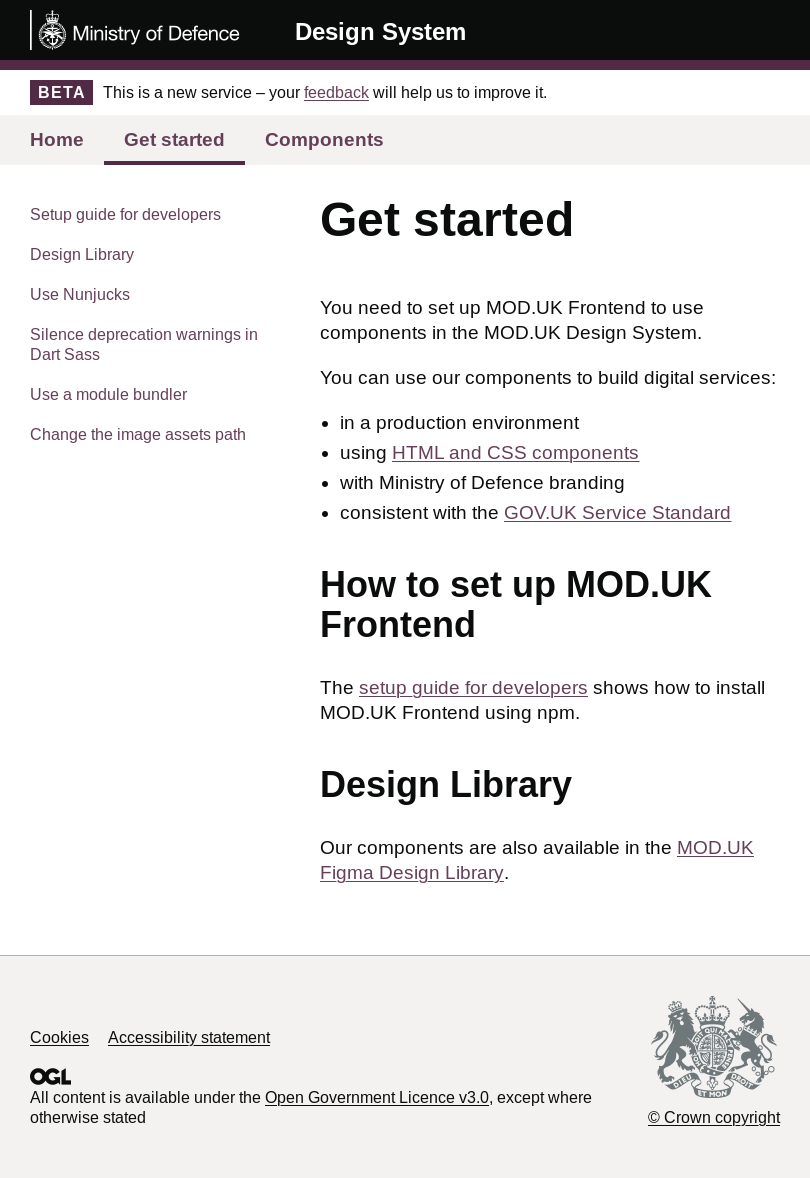 Ministry of Defence
Design System
BETA
This is a new service – your feedback will help us to improve it.
Home
Get started
Components
Setup guide for developers
Design Library
Use Nunjucks
Silence deprecation warnings in
Dart Sass
Use a module bundler
Change the image assets path
Get started
You need to set up MOD.UK Frontend to use
components in the MOD.UK Design System.
You can use our components to build digital services:
• in a production environment
• using HTML and CSS components
• with Ministry of Defence branding
• consistent with the GOV.UK Service Standard
How to set up MOD.UK
Frontend
The setup guide for developers shows how to install
MOD.UK Frontend using npm.
Design Library
Our components are also available in the MOD.UK
Figma Design Library.
Cookies
Accessibility statement
OGL
All content is available under the Open Government Licence v3.0, except where
otherwise stated
DIEU ET MON DROIT
© Crown copyright